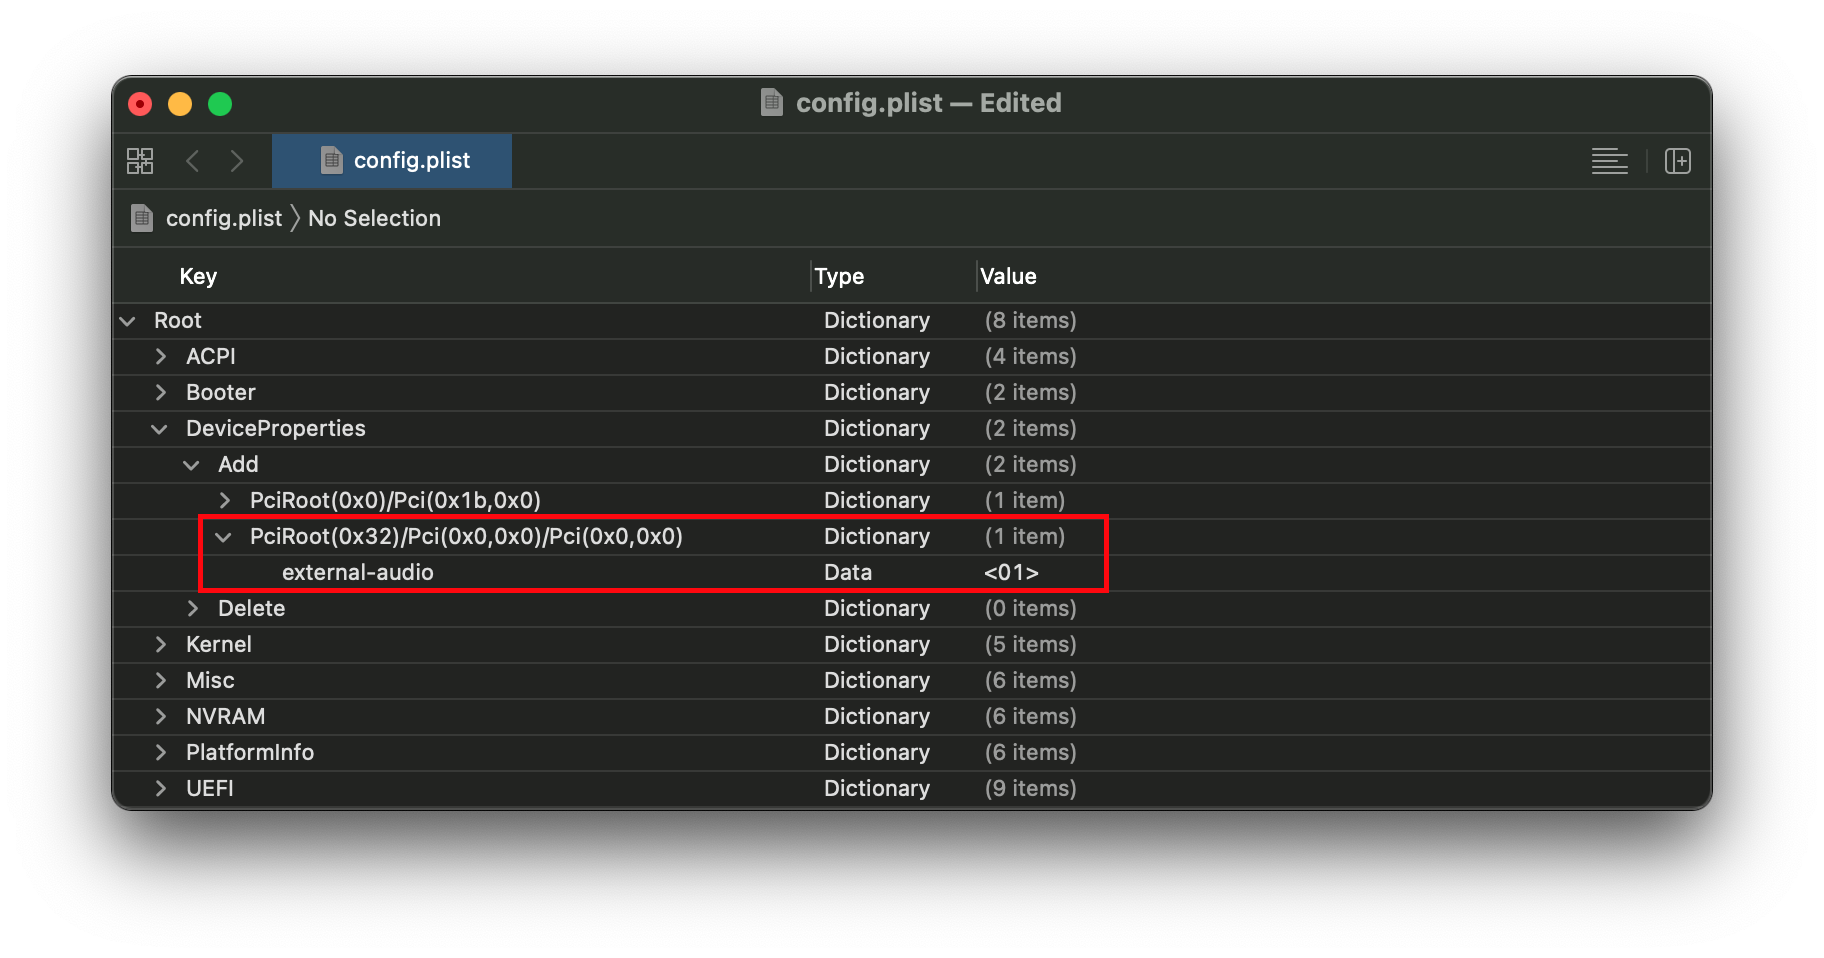 config.plist — Edited
config.plist
config.plist 〉 No Selection
Key Type Value
Root Dictionary (8 items)
ACPI Dictionary (4 items)
Booter Dictionary (2 items)
DeviceProperties Dictionary (2 items)
Add Dictionary (2 items)
PciRoot(0x0)/Pci(0x1b,0x0) Dictionary (1 item)
PciRoot(0x32)/Pci(0x0,0x0)/Pci(0x0,0x0) Dictionary (1 item)
external-audio Data <01>
Delete Dictionary (0 items)
Kernel Dictionary (5 items)
Misc Dictionary (6 items)
NVRAM Dictionary (6 items)
PlatformInfo Dictionary (6 items)
UEFI Dictionary (9 items)